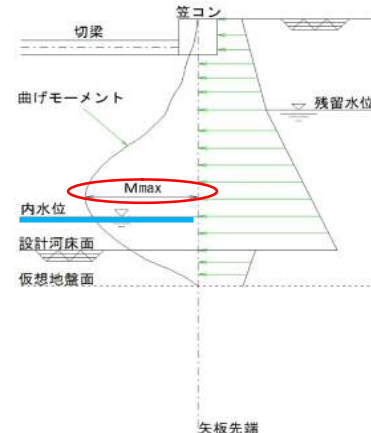 笠コン
切梁
曲げモーメント
残留水位
Mmax
内水位
設計河床面
仮想地盤面
矢板先端